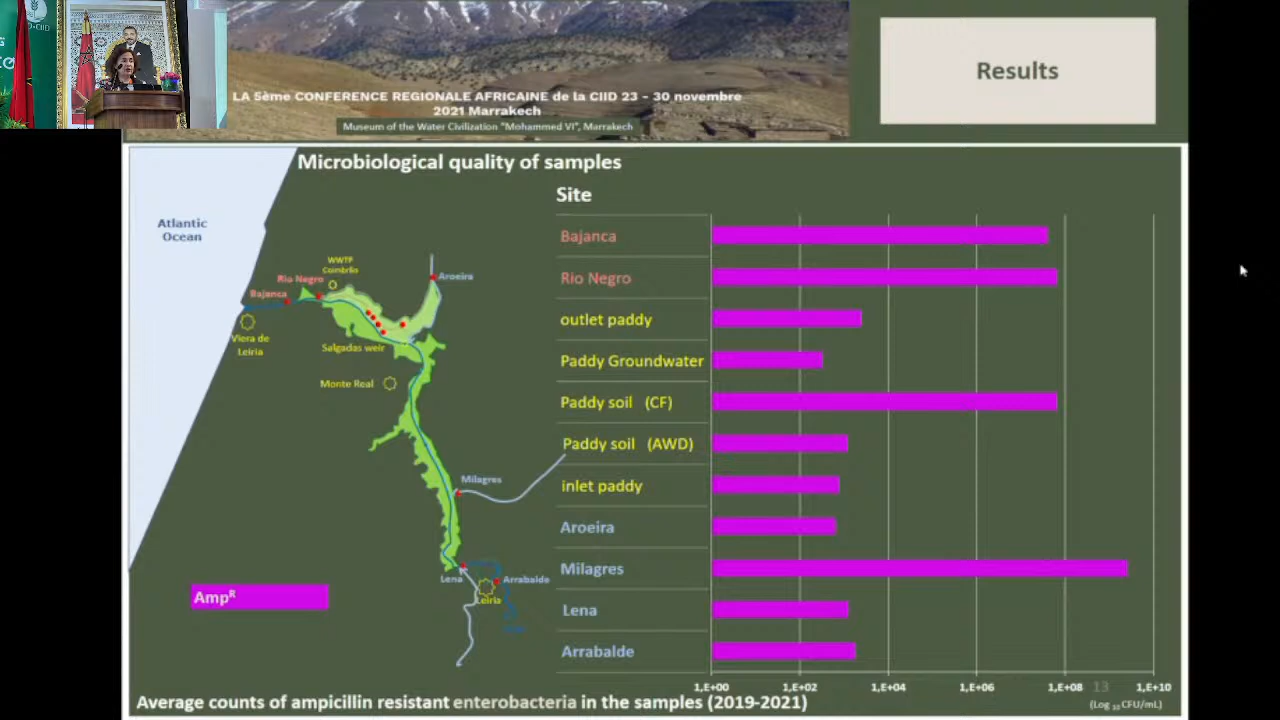 LA 5ème CONFERENCE REGIONALE AFRICAINE de la CIID 23 - 30 novembre
2021 Marrakech
Museum of the Water Civilization "Mohammed VI", Marrakech
Results
Microbiological quality of samples
Site
Atlantic
Ocean
WWTP
Coimbrão
Rio Negro
Bajanca
Aroeira
Viera de
Leiria
Salgadas weir
Monte Real
Milagres
Lena
Arrabalde
Leiria
Amp^R
Bajanca
Rio Negro
outlet paddy
Paddy Groundwater
Paddy soil (CF)
Paddy soil (AWD)
inlet paddy
Aroeira
Milagres
Lena
Arrabalde
1,E+00 1,E+02 1,E+04 1,E+06 1,E+08 1,E+10
13
(Log 10 CFU/mL)
Average counts of ampicillin resistant enterobacteria in the samples (2019-2021)